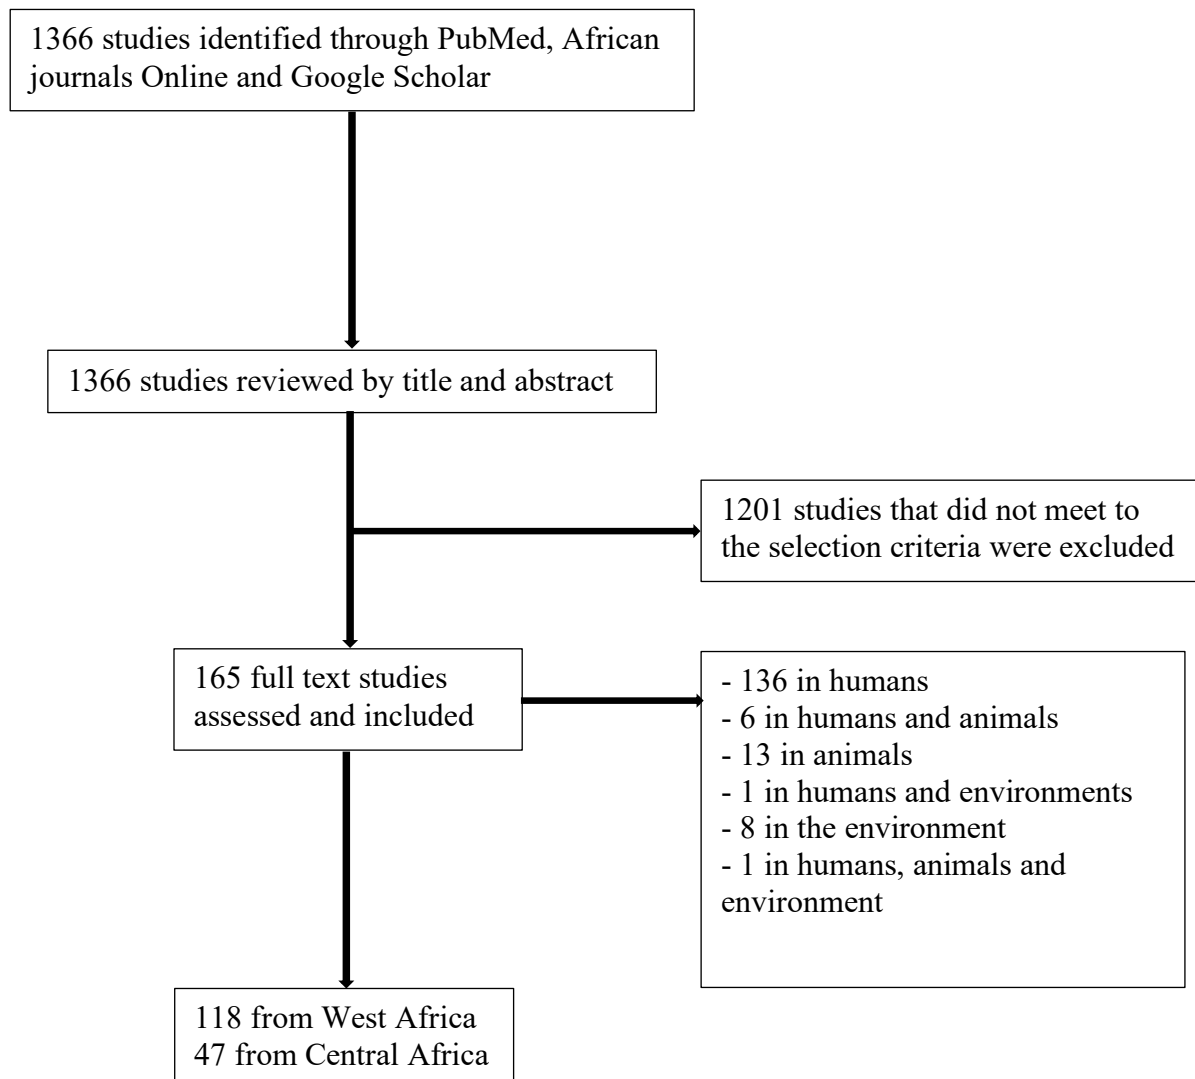 1366 studies identified through PubMed, African
journals Online and Google Scholar
1366 studies reviewed by title and abstract
1201 studies that did not meet to
the selection criteria were excluded
165 full text studies
assessed and included
- 136 in humans
- 6 in humans and animals
- 13 in animals
- 1 in humans and environments
- 8 in the environment
- 1 in humans, animals and
environment
118 from West Africa
47 from Central Africa